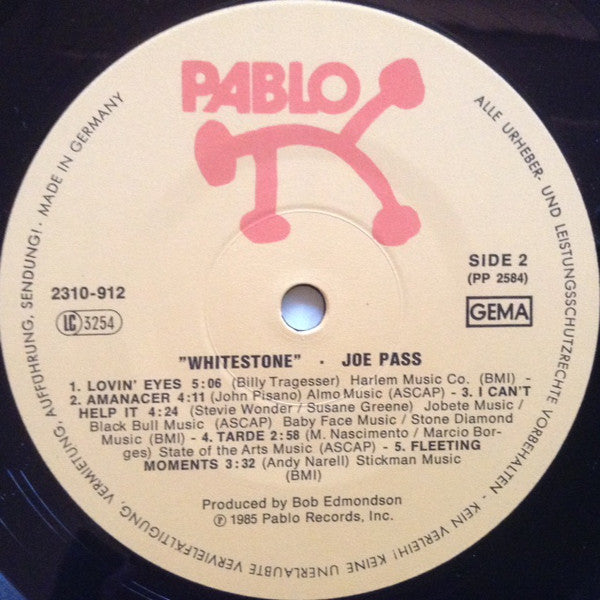 PABLO
ALLE URHEBER- UND LEISTUNGSSCHUTZRECHTE VORBEHALTEN - KEIN VERLEIH! KEINE UNERLAUBTE VERVIELFÄLTIGUNG, VERMIETUNG, AUFFÜHRUNG, SENDUNG! · MADE IN GERMANY
2310-912
LC 3254
SIDE 2
(PP 2584)
GEMA
"WHITESTONE" · JOE PASS
1. LOVIN' EYES 5:06 (Billy Tragesser) Harlem Music Co. (BMI) -
2. AMANACER 4:11 (John Pisano) Almo Music (ASCAP) - 3. I CAN'T
HELP IT 4:24 (Stevie Wonder / Susane Greene) Jobete Music /
Black Bull Music (ASCAP) Baby Face Music / Stone Diamond
Music (BMI) - 4. TARDE 2:58 (M. Nascimento / Marcio Bor-
ges) State of the Arts Music (ASCAP) - 5. FLEETING
MOMENTS 3:32 (Andy Narell) Stickman Music
(BMI)
Produced by Bob Edmondson
℗ 1985 Pablo Records, Inc.